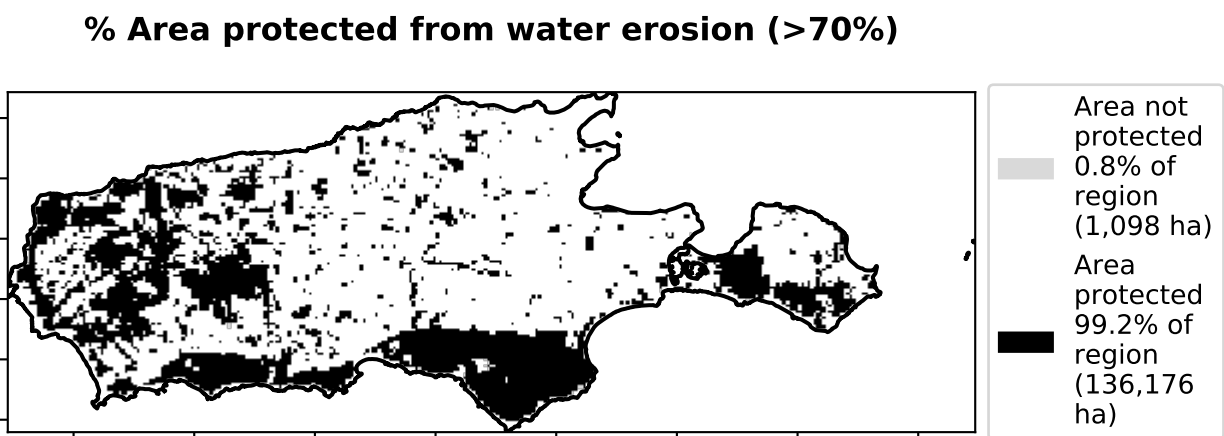 % Area protected from water erosion (>70%)
Area not
protected
0.8% of
region
(1,098 ha)
Area
protected
99.2% of
region
(136,176
ha)